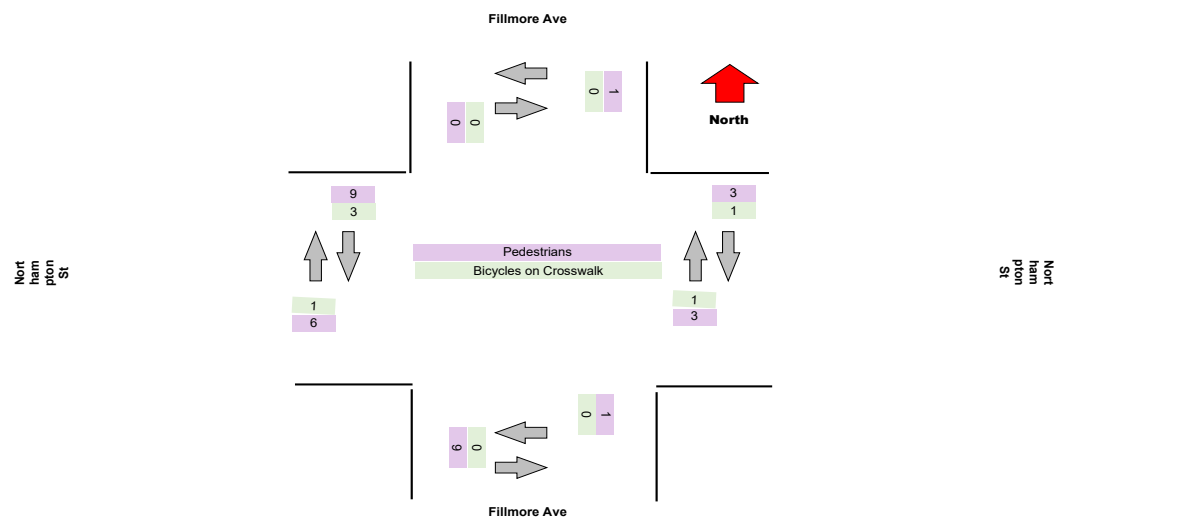 Fillmore Ave
0
1
0
0
North
9
3
3
1
Nort
ham
pton
St
Pedestrians
Bicycles on Crosswalk
Nort
ham
pton
St
1
6
1
3
0
1
9
0
Fillmore Ave